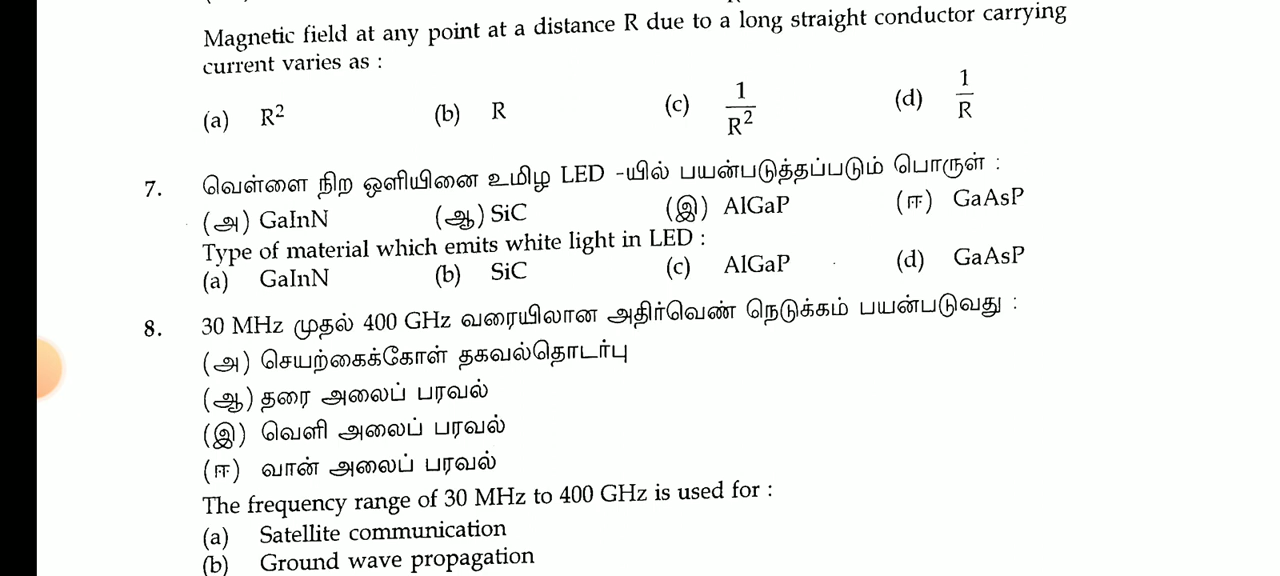 Magnetic field at any point at a distance R due to a long straight conductor carrying
current varies as :
(a) R² (b) R (c) 1/R² (d) 1/R
7. வெள்ளை நிற ஒளியினை உமிழ LED -யில் பயன்படுத்தப்படும் பொருள் :
(அ) GaInN (ஆ) SiC (இ) AlGaP (ஈ) GaAsP
Type of material which emits white light in LED :
(a) GaInN (b) SiC (c) AlGaP (d) GaAsP
8. 30 MHz முதல் 400 GHz வரையிலான அதிர்வெண் நெடுக்கம் பயன்படுவது :
(அ) செயற்கைக்கோள் தகவல்தொடர்பு
(ஆ) தரை அலைப் பரவல்
(இ) வெளி அலைப் பரவல்
(ஈ) வான் அலைப் பரவல்
The frequency range of 30 MHz to 400 GHz is used for :
(a) Satellite communication
(b) Ground wave propagation